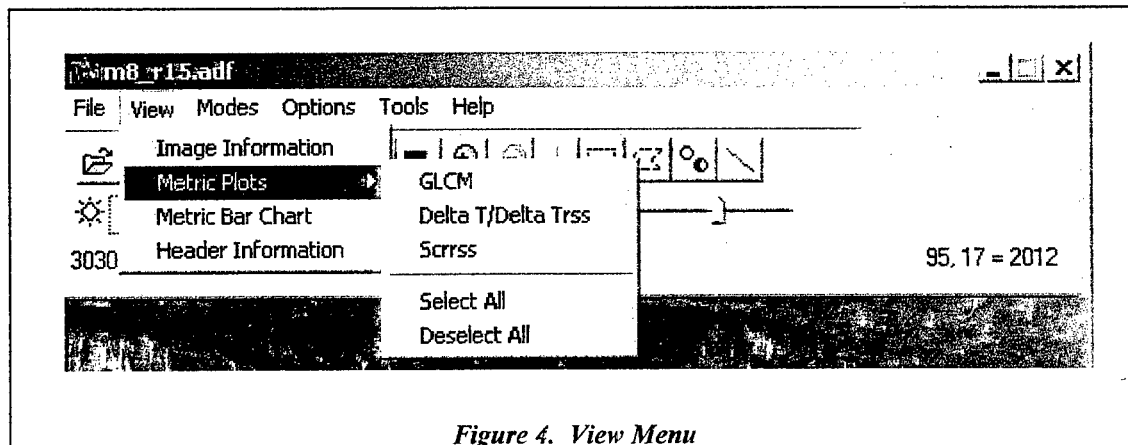 m8_r15.adf
File View Modes Options Tools Help
Image Information
Metric Plots
Metric Bar Chart
Header Information
GLCM
Delta T/Delta Trss
Scrrss
Select All
Deselect All
3030
95, 17 = 2012
Figure 4. View Menu